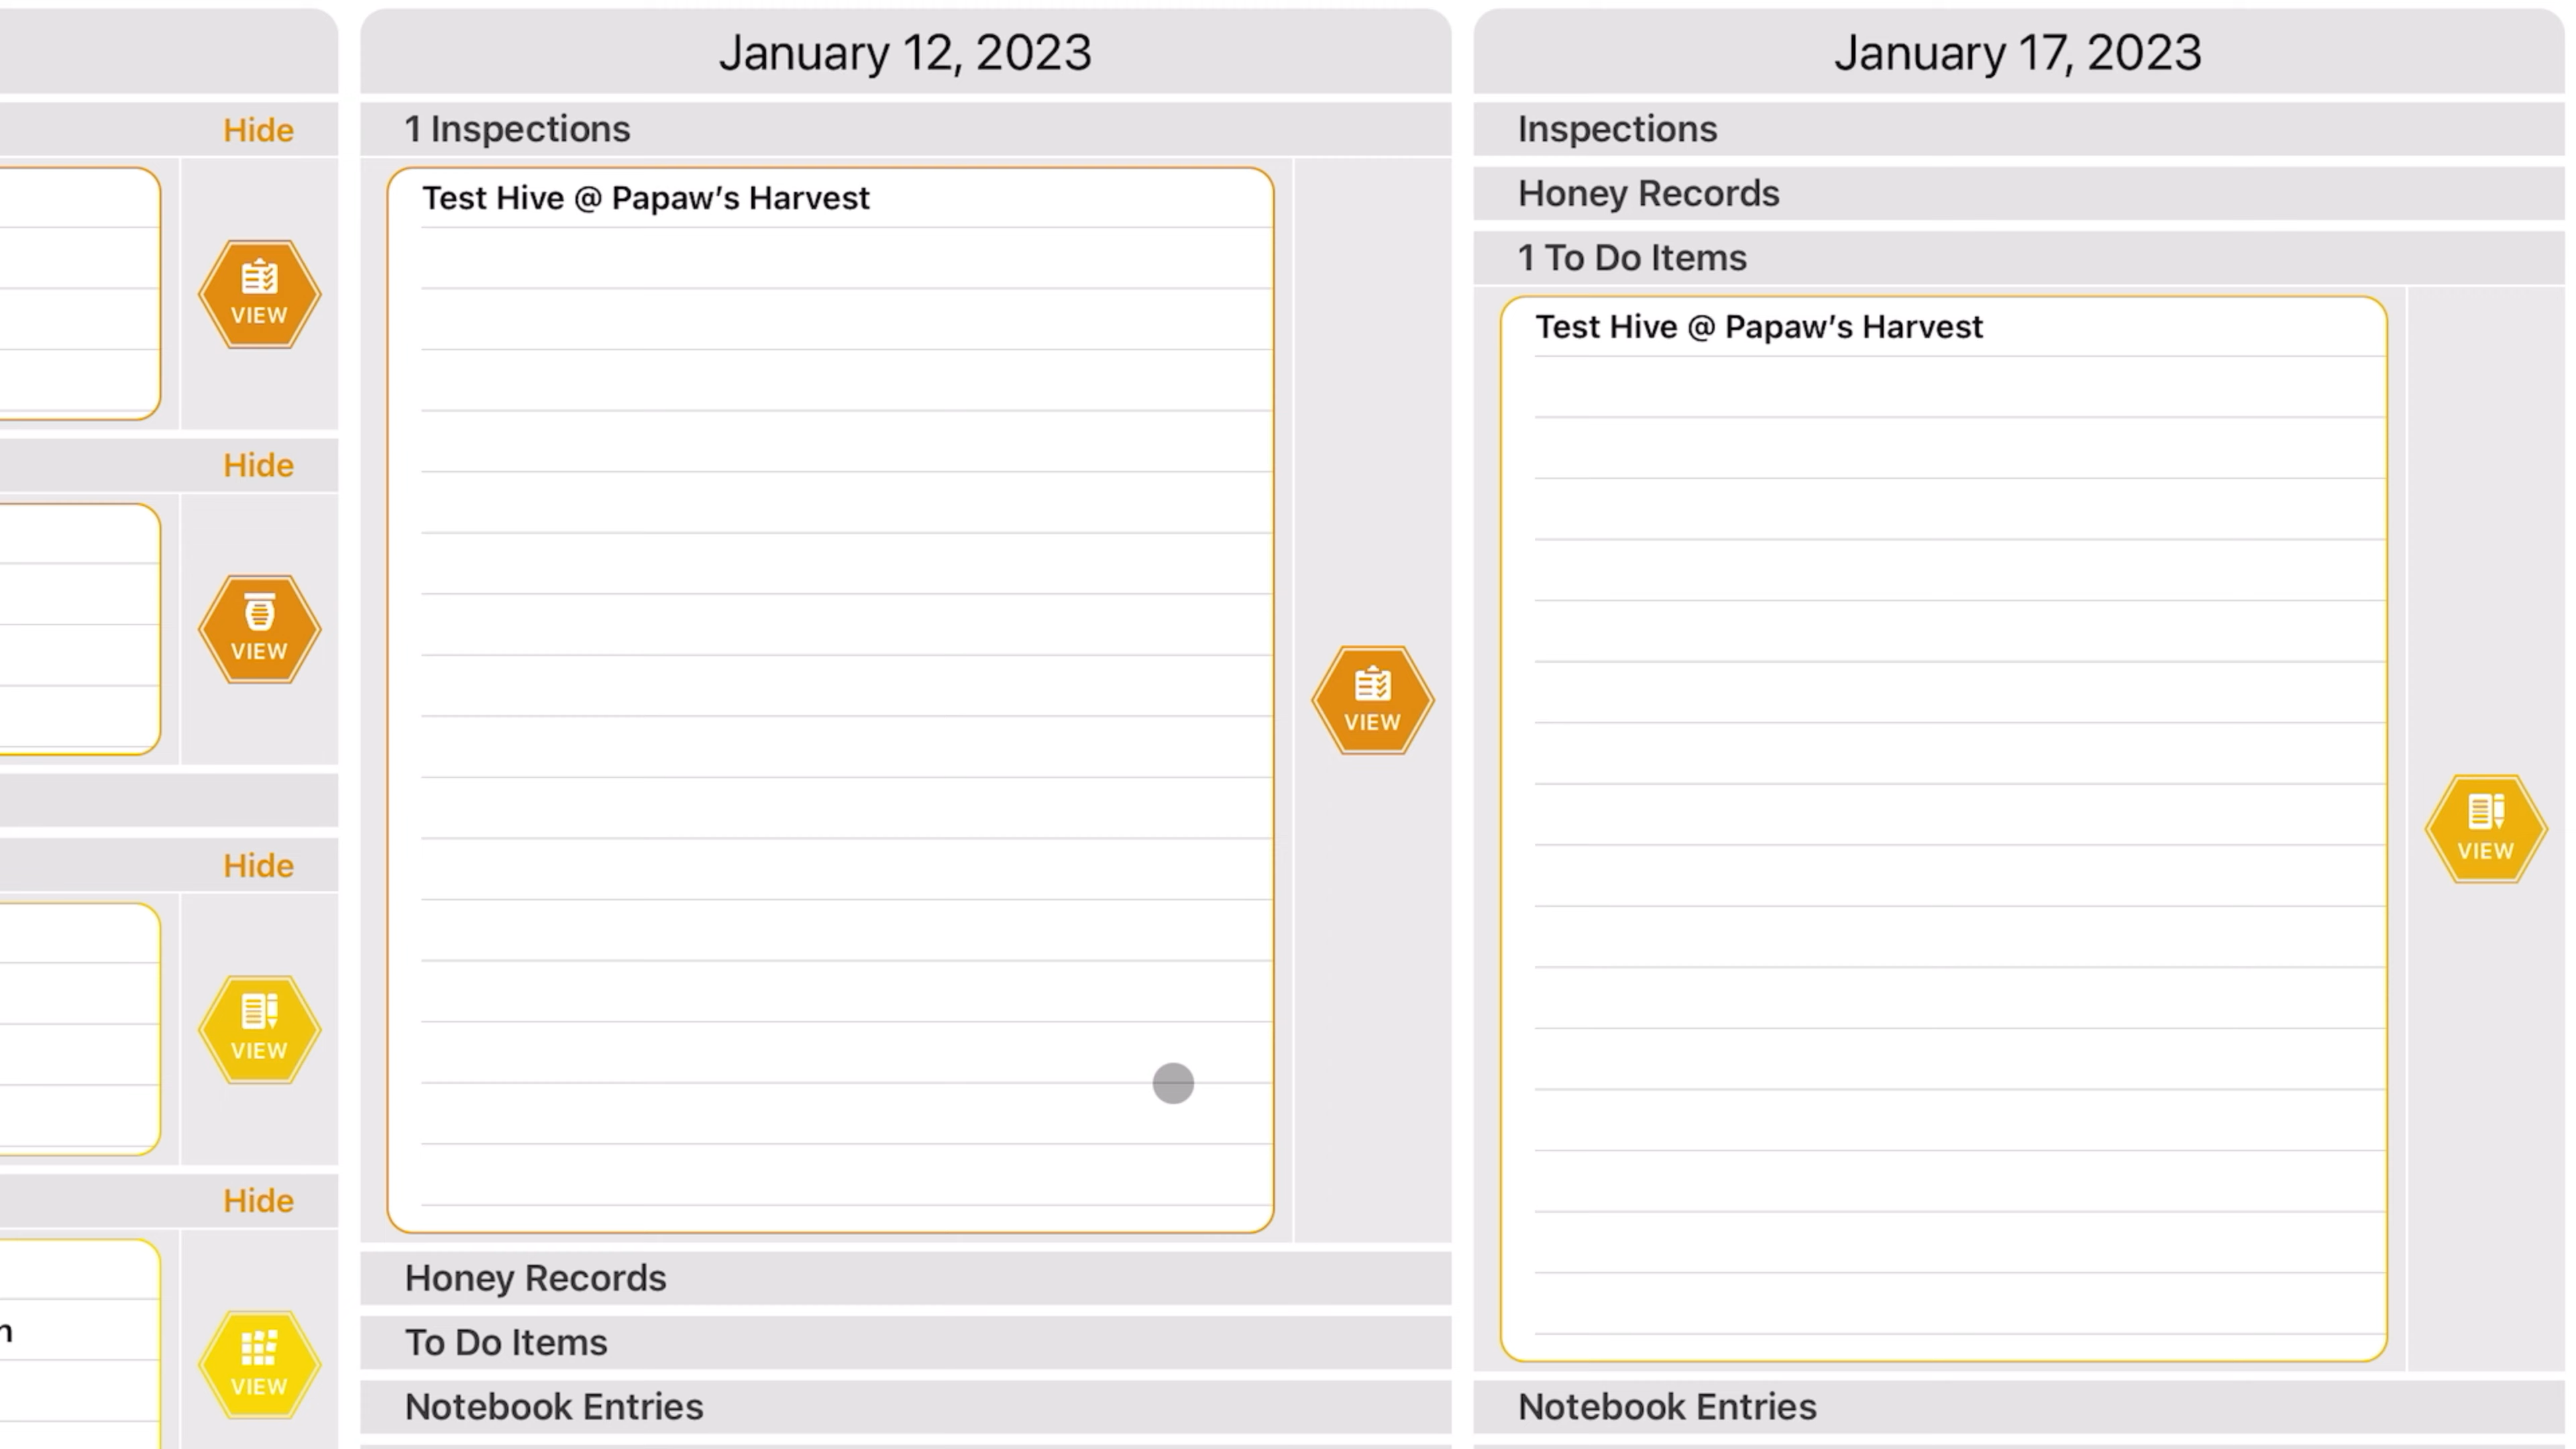 Hide
VIEW
Hide
VIEW
Hide
VIEW
Hide
n
VIEW
January 12, 2023
1 Inspections
Test Hive @ Papaw’s Harvest
VIEW
Honey Records
To Do Items
Notebook Entries
January 17, 2023
Inspections
Honey Records
1 To Do Items
Test Hive @ Papaw’s Harvest
VIEW
Notebook Entries